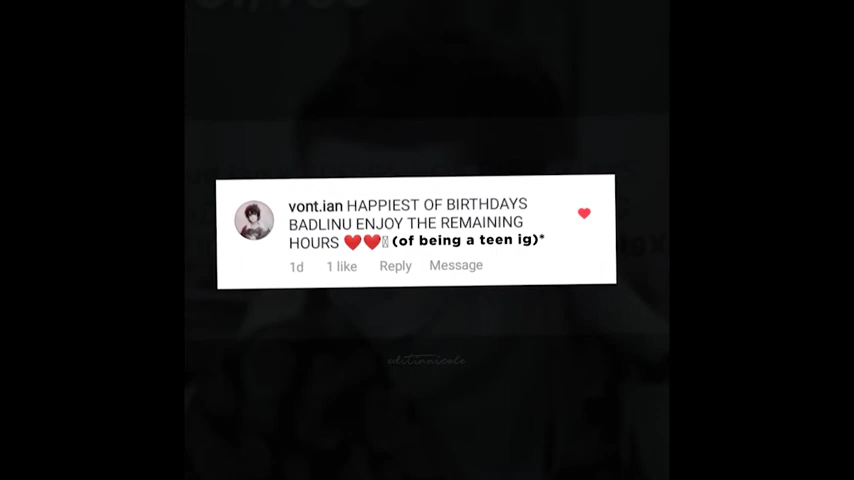 vont.ian HAPPIEST OF BIRTHDAYS
BADLINU ENJOY THE REMAINING
HOURS ❤️❤️ (of being a teen ig)*
1d 1 like Reply Message
editinnicole